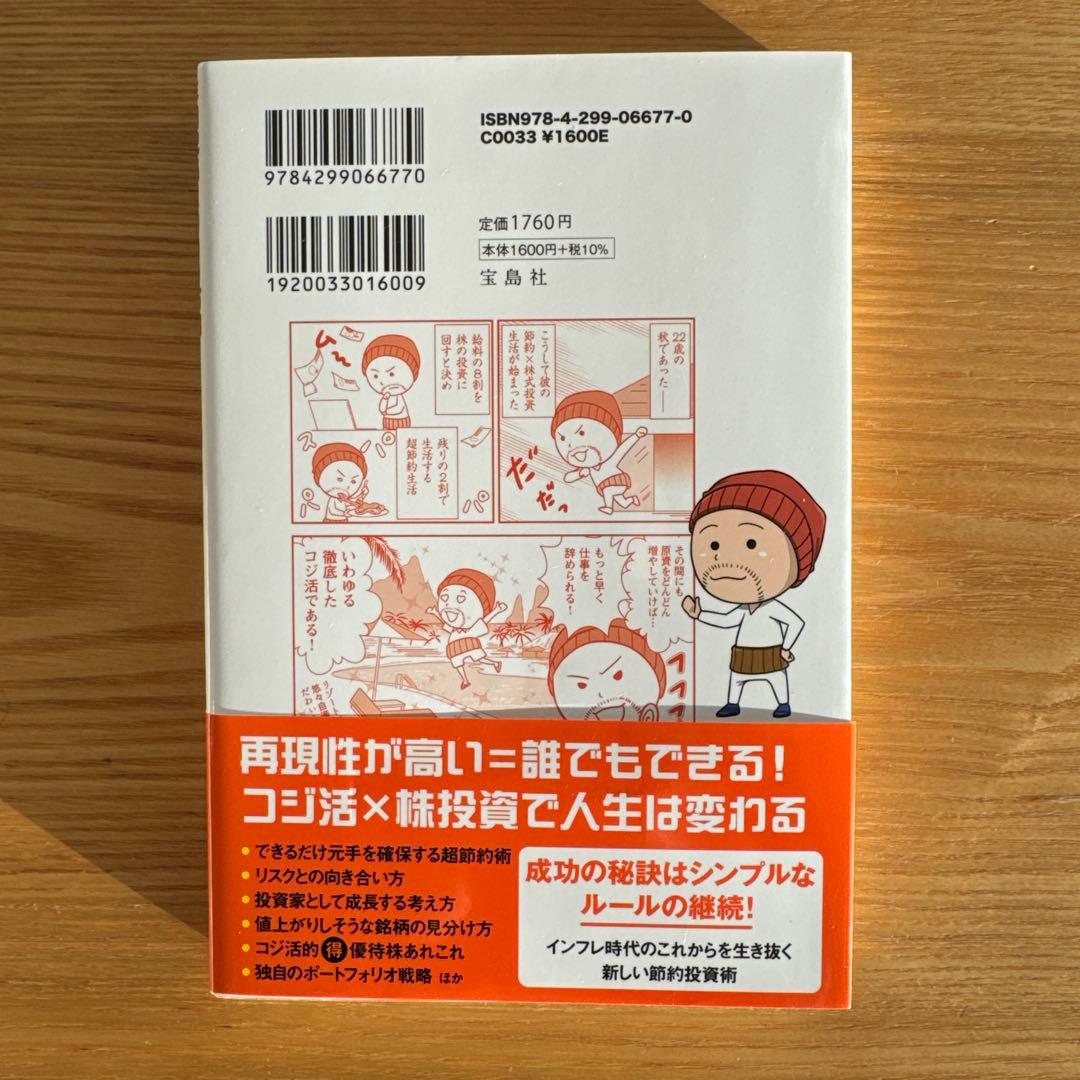 ISBN978-4-299-06677-0
C0033 ¥1600E
9784299066770
定価1760円
本体1600円+税10%
宝島社
1920033016009
22歳の
秋であった――
こうして彼の
節約×株式投資
生活が始まった
だだだっ
給料の8割を
株の投資に
回すと決め
ム〜
残りの2割で
生活する
超節約生活
スパパパ
その間にも
原資をどんどん
増やしていけば…
もっと早く
仕事を
辞められる!
フフフ
いわゆる
徹底した
コジ活である!
再現性が高い=誰でもできる!
コジ活×株投資で人生は変わる
●できるだけ元手を確保する超節約術
●リスクとの向き合い方
●投資家として成長する考え方
●値上がりしそうな銘柄の見分け方
●コジ活的得優待株あれこれ
●独自のポートフォリオ戦略 ほか
成功の秘訣はシンプルな
ルールの継続!
インフレ時代のこれからを生き抜く
新しい節約投資術